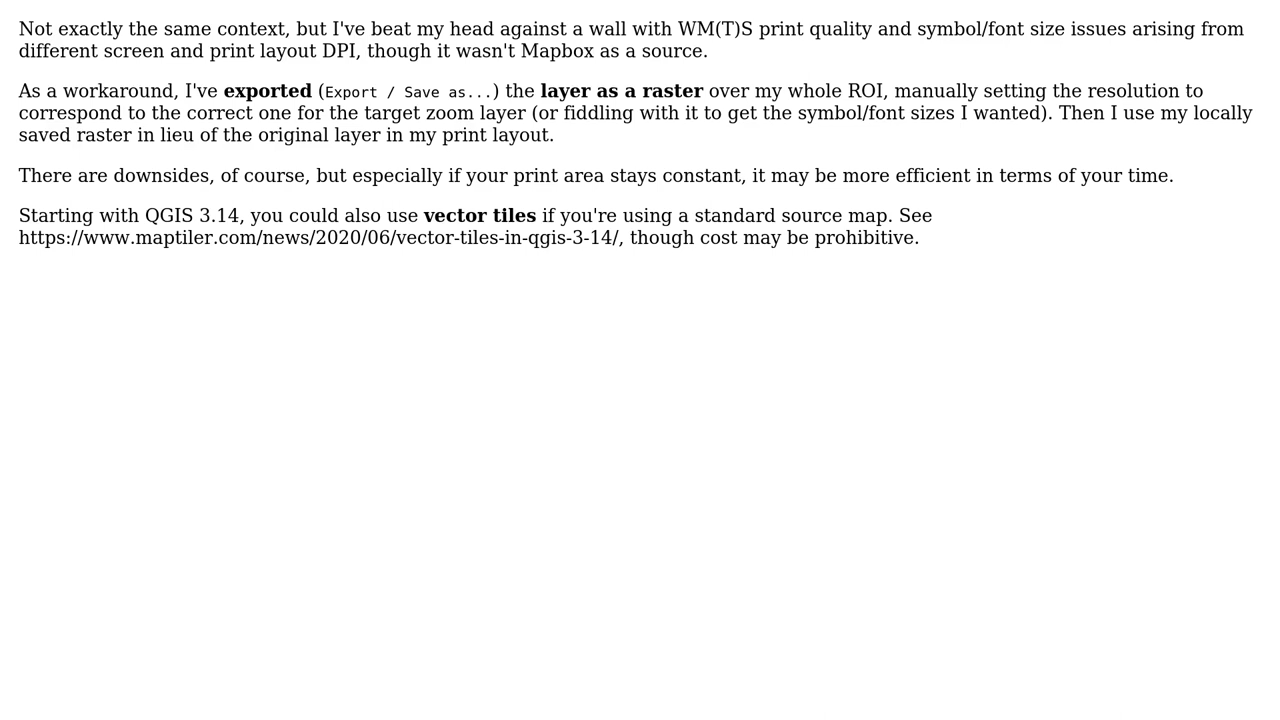 Not exactly the same context, but I've beat my head against a wall with WM(T)S print quality and symbol/font size issues arising from
different screen and print layout DPI, though it wasn't Mapbox as a source.
As a workaround, I've exported (Export / Save as...) the layer as a raster over my whole ROI, manually setting the resolution to
correspond to the correct one for the target zoom layer (or fiddling with it to get the symbol/font sizes I wanted). Then I use my locally
saved raster in lieu of the original layer in my print layout.
There are downsides, of course, but especially if your print area stays constant, it may be more efficient in terms of your time.
Starting with QGIS 3.14, you could also use vector tiles if you're using a standard source map. See
https://www.maptiler.com/news/2020/06/vector-tiles-in-qgis-3-14/, though cost may be prohibitive.